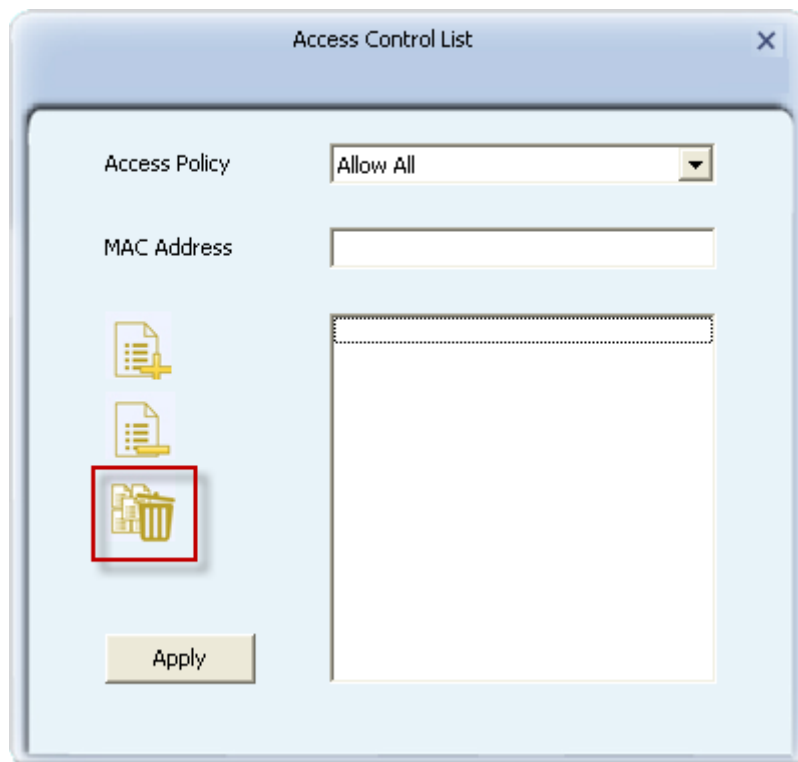 Access Control List
Access Policy
Allow All
MAC Address
Apply